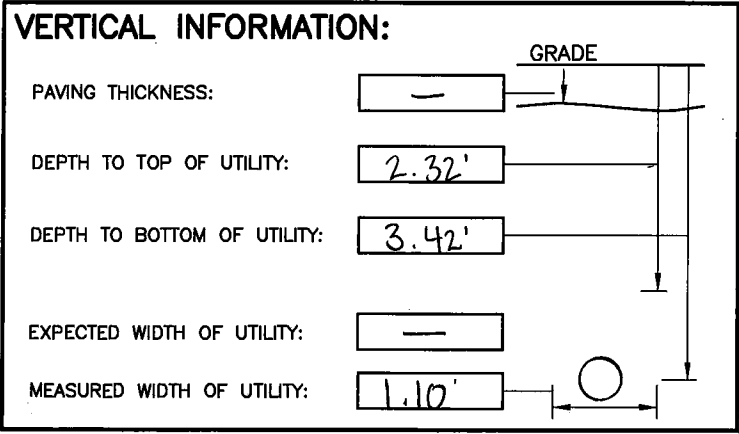 VERTICAL INFORMATION:
GRADE
PAVING THICKNESS: —
DEPTH TO TOP OF UTILITY: 2.32'
DEPTH TO BOTTOM OF UTILITY: 3.42'
EXPECTED WIDTH OF UTILITY: —
MEASURED WIDTH OF UTILITY: 1.10'